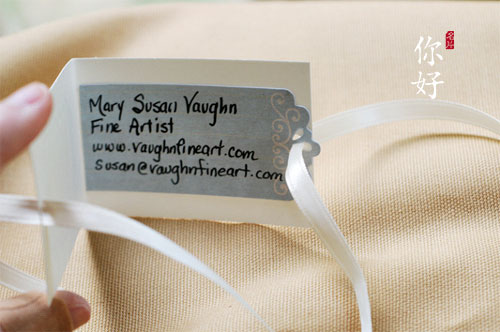 Mary Susan Vaughn
Fine Artist
www.vaughnfineart.com
susan@vaughnfineart.com
你好